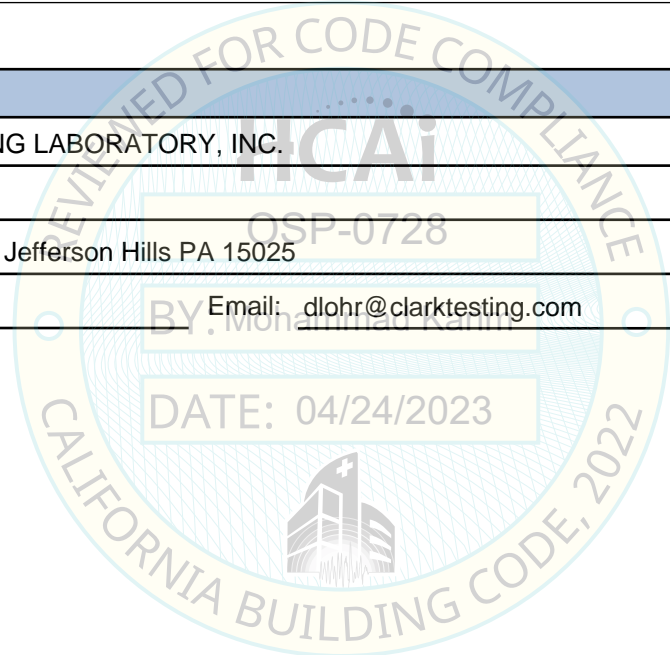 REVIEWED FOR CODE COMPLIANCE
HCAi
NG LABORATORY, INC.
OSP-0728
Jefferson Hills PA 15025
Email: dlohr@clarktesting.com
BY: Mohammad Karim
DATE: 04/24/2023
CALIFORNIA BUILDING CODE, 2022